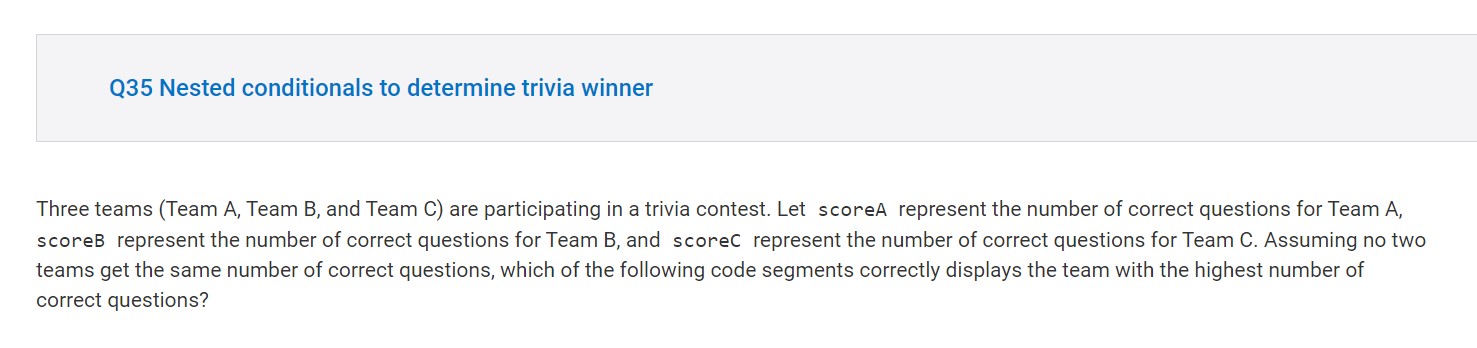 Q35 Nested conditionals to determine trivia winner
Three teams (Team A, Team B, and Team C) are participating in a trivia contest. Let scoreA represent the number of correct questions for Team A,
scoreB represent the number of correct questions for Team B, and scoreC represent the number of correct questions for Team C. Assuming no two
teams get the same number of correct questions, which of the following code segments correctly displays the team with the highest number of
correct questions?